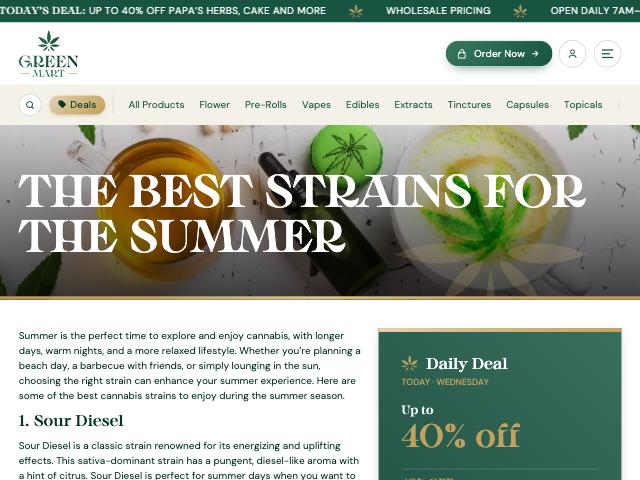 TODAY'S DEAL: UP TO 40% OFF PAPA'S HERBS, CAKE AND MORE WHOLESALE PRICING OPEN DAILY 7AM–
GREEN
MART
Order Now →
Deals All Products Flower Pre-Rolls Vapes Edibles Extracts Tinctures Capsules Topicals
THE BEST STRAINS FOR
THE SUMMER
Summer is the perfect time to explore and enjoy cannabis, with longer
days, warm nights, and a more relaxed lifestyle. Whether you're planning a
beach day, a barbecue with friends, or simply lounging in the sun,
choosing the right strain can enhance your summer experience. Here are
some of the best cannabis strains to enjoy during the summer season.
1. Sour Diesel
Sour Diesel is a classic strain renowned for its energizing and uplifting
effects. This sativa-dominant strain has a pungent, diesel-like aroma with
a hint of citrus. Sour Diesel is perfect for summer days when you want to
Daily Deal
TODAY · WEDNESDAY
Up to
40% off